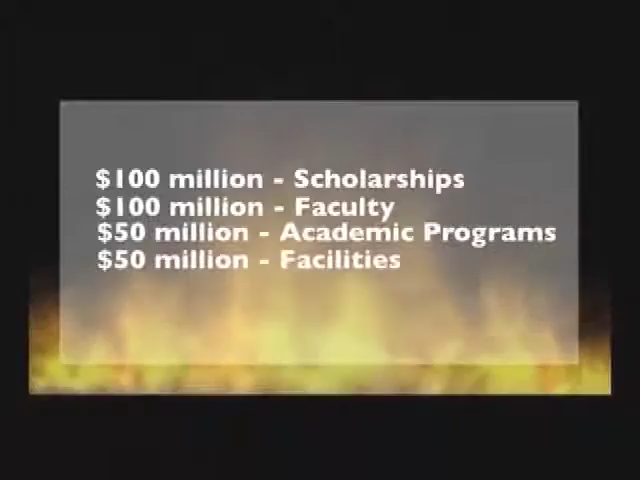 $100 million - Scholarships
$100 million - Faculty
$50 million - Academic Programs
$50 million - Facilities